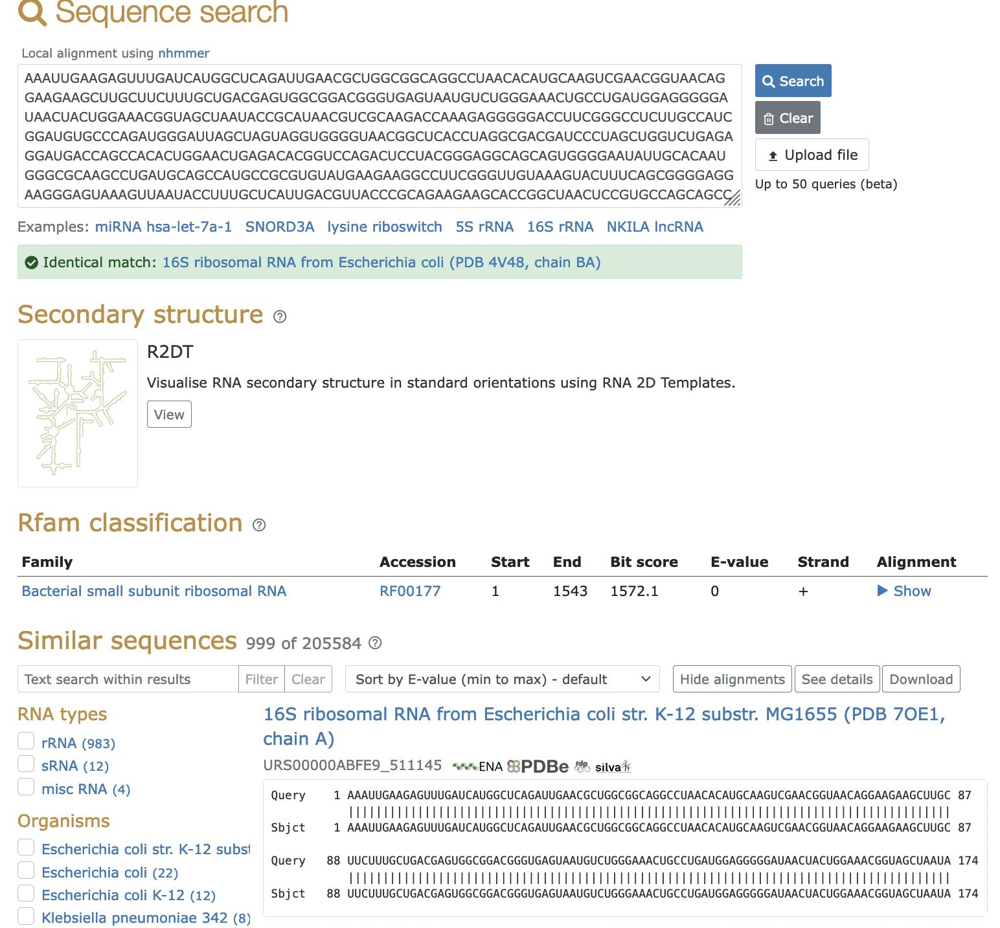 Sequence search
Local alignment using nhmmer
AAAUUGAAGAGUUUGAUCAUGGCUCAGAUUGAACGCUGGCGGCAGGCCUAACACAUGCAAGUCGAACGGUAACAG
GAAGAAGCUUGCUUCUUUGCUGACGAGUGGCGGACGGGUGAGUAAUGUCUGGGAAACUGCCUGAUGGAGGGGGA
UAACUACUGGAAACGGUAGCUAAUACCGCAUAACGUCGCAAGACCAAAGAGGGGGACCUUCGGGCCUCUUGCCAUC
GGAUGUGCCCAGAUGGGAUUAGCUAGUAGGUGGGGUAACGGCUCACCUAGGCGACGAUCCCUAGCUGGUCUGAGA
GGAUGACCAGCCACACUGGAACUGAGACACGGUCCAGACUCCUACGGGAGGCAGCAGUGGGGAAUAUUGCACAAU
GGGCGCAAGCCUGAUGCAGCCAUGCCGCGUGUAUGAAGAAGGCCUUCGGGUUGUAAAGUACUUUCAGCGGGGAGG
AAGGGAGUAAAGUUAAUACCUUUGCUCAUUGACGUUACCCGCAGAAGAAGCACCGGCUAACUCCGUGCCAGCAGCC
Search
Clear
Upload file
Up to 50 queries (beta)
Examples: miRNA hsa-let-7a-1 SNORD3A lysine riboswitch 5S rRNA 16S rRNA NKILA lncRNA
Identical match: 16S ribosomal RNA from Escherichia coli (PDB 4V48, chain BA)
Secondary structure
R2DT
Visualise RNA secondary structure in standard orientations using RNA 2D Templates.
View
Rfam classification
Family Accession Start End Bit score E-value Strand Alignment
Bacterial small subunit ribosomal RNA RF00177 1 1543 1572.1 0 + Show
Similar sequences 999 of 205584
Text search within results Filter Clear Sort by E-value (min to max) - default Hide alignments See details Download
RNA types
rRNA (983)
sRNA (12)
misc RNA (4)
Organisms
Escherichia coli str. K-12 subst
Escherichia coli (22)
Escherichia coli K-12 (12)
Klebsiella pneumoniae 342 (8)
16S ribosomal RNA from Escherichia coli str. K-12 substr. MG1655 (PDB 7OE1,
chain A)
URS00000ABFE9_511145 ENA PDBe rdp silva
Query 1 AAAUUGAAGAGUUUGAUCAUGGCUCAGAUUGAACGCUGGCGGCAGGCCUAACACAUGCAAGUCGAACGGUAACAGGAAGAAGCUUGC 87
|||||||||||||||||||||||||||||||||||||||||||||||||||||||||||||||||||||||||||||||||||||||
Sbjct 1 AAAUUGAAGAGUUUGAUCAUGGCUCAGAUUGAACGCUGGCGGCAGGCCUAACACAUGCAAGUCGAACGGUAACAGGAAGAAGCUUGC 87
Query 88 UUCUUUGCUGACGAGUGGCGGACGGGUGAGUAAUGUCUGGGAAACUGCCUGAUGGAGGGGGAUAACUACUGGAAACGGUAGCUAAUA 174
|||||||||||||||||||||||||||||||||||||||||||||||||||||||||||||||||||||||||||||||||||||||
Sbjct 88 UUCUUUGCUGACGAGUGGCGGACGGGUGAGUAAUGUCUGGGAAACUGCCUGAUGGAGGGGGAUAACUACUGGAAACGGUAGCUAAUA 174